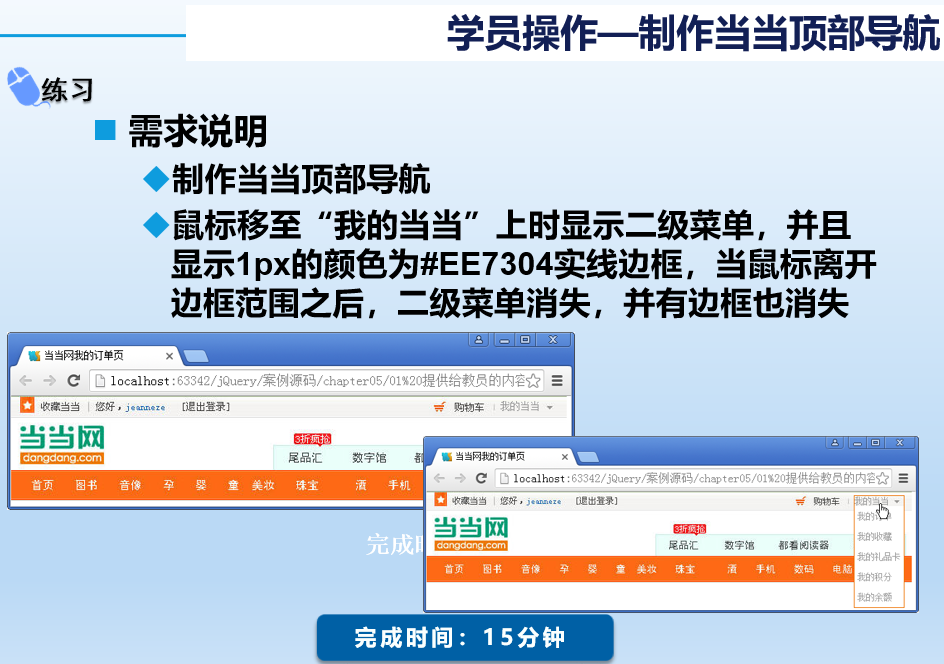 学员操作—制作当当顶部导航
练习
需求说明
制作当当顶部导航
鼠标移至“我的当当”上时显示二级菜单，并且
显示1px的颜色为#EE7304实线边框，当鼠标离开
边框范围之后，二级菜单消失，并有边框也消失
当当网我的订单页
localhost:63342/jQuery/案例源码/chapter05/01%20提供给教员的内容
收藏当当 您好，jeanneze [退出登录] 购物车 我的当当
当当网
dangdang.com
3折疯抢
尾品汇 数字馆 都
首页 图书 音像 孕 婴 童 美妆 珠宝 酒 手机
完成时
当当网我的订单页
localhost:63342/jQuery/案例源码/chapter05/01%20提供给教员的内容
收藏当当 您好，jeanneze [退出登录] 购物车 我的当当
当当网
dangdang.com
3折疯抢
尾品汇 数字馆 都看阅读器
首页 图书 音像 孕 婴 童 美妆 珠宝 酒 手机 数码 电脑
我的
我的收藏
我的礼品卡
我的积分
我的余额
完成时间：15分钟